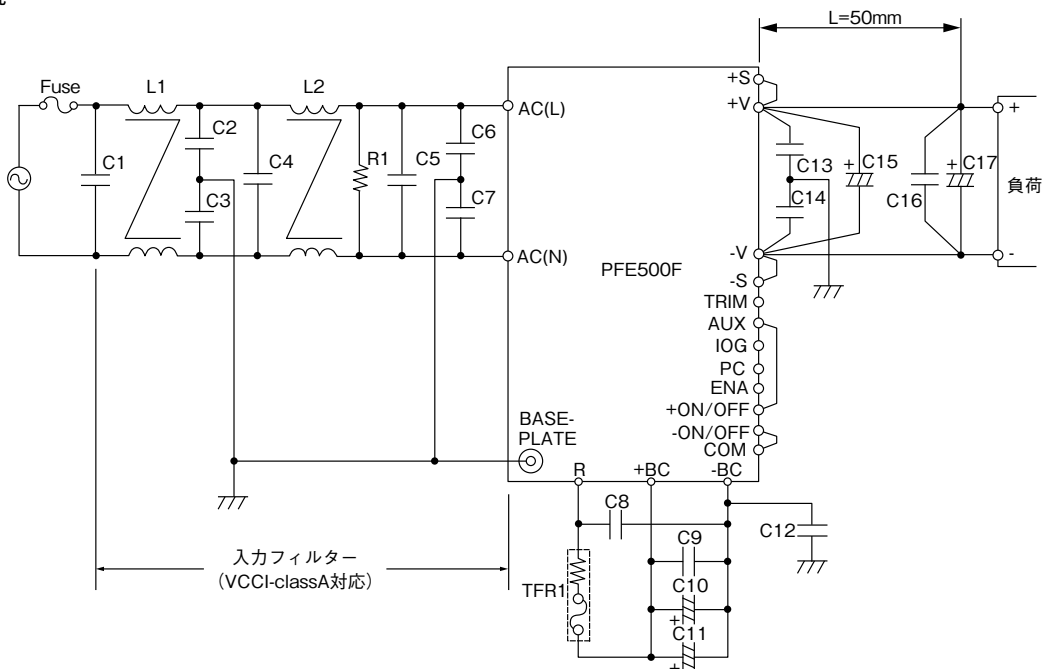 L=50mm
Fuse
L1
L2
+S
+V
AC(L)
C1
C2
C3
C4
R1
C5
C6
C7
AC(N)
PFE500F
C13
C14
C15
C16
C17
+
+
+
-
負荷
-V
-S
TRIM
AUX
IOG
PC
ENA
+ON/OFF
-ON/OFF
COM
BASE-
PLATE
R
+BC
-BC
C8
C9
C10
+
C11
+
C12
TFR1
入力フィルター
(VCCI-classA対応)